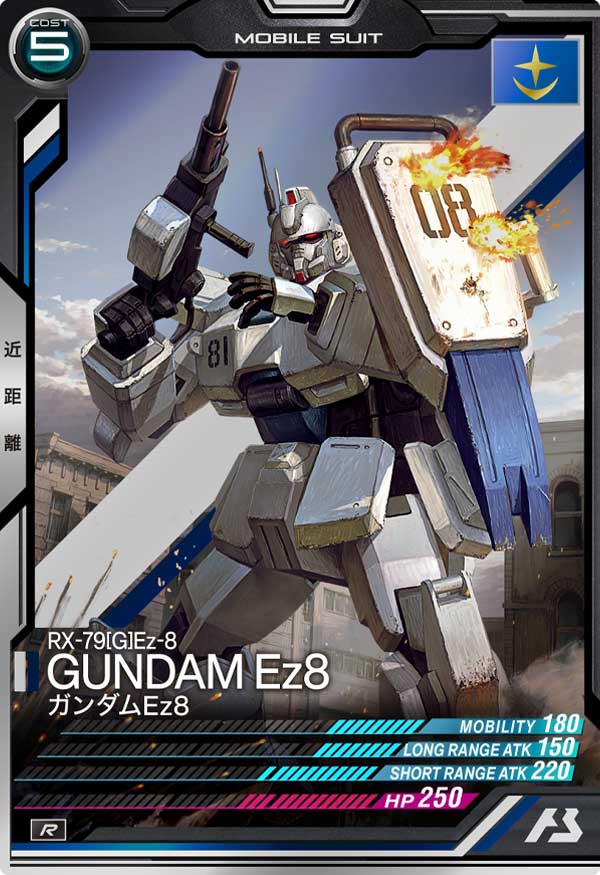 COST
5
MOBILE SUIT
08
81
近距離
RX-79[G]Ez-8
GUNDAM Ez8
ガンダムEz8
MOBILITY 180
LONG RANGE ATK 150
SHORT RANGE ATK 220
HP 250
R